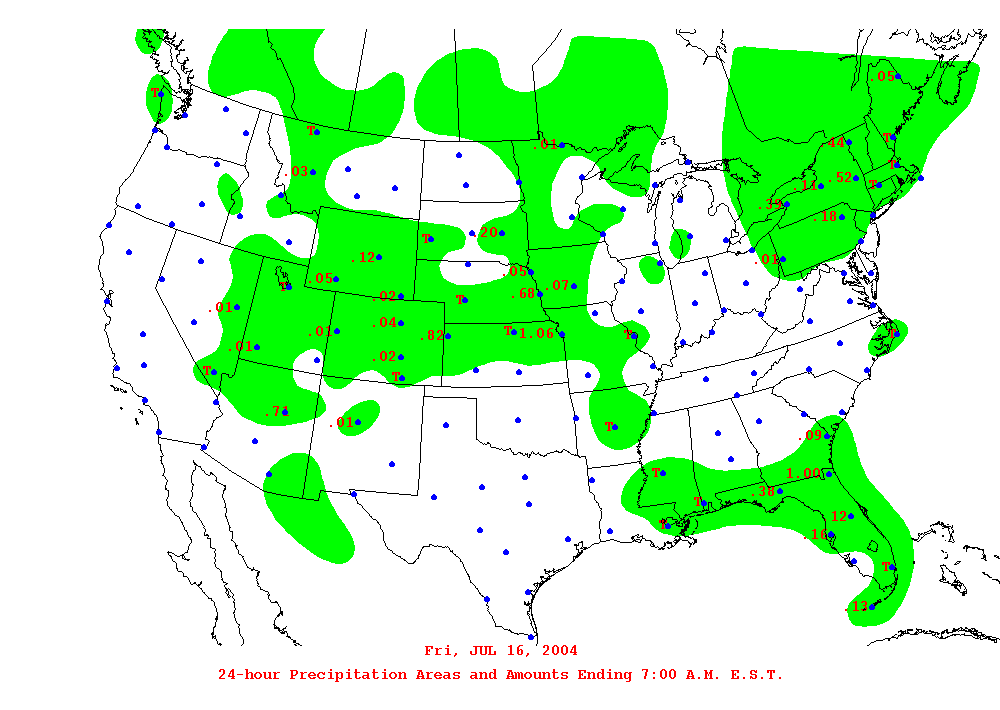 .05
T
T
T
.44
.01
T
.03
.52
.11
T
.39
.18
T
.20
.12
.01
.05
.05
T
.68
.07
.02
T
.01
.04
.01
.82
T
1.06
T
T
.01
.02
T
T
.71
.01
T
.09
T
1.00
.38
T
.12
T
.16
T
.13
Fri, JUL 16, 2004
24-hour Precipitation Areas and Amounts Ending 7:00 A.M. E.S.T.